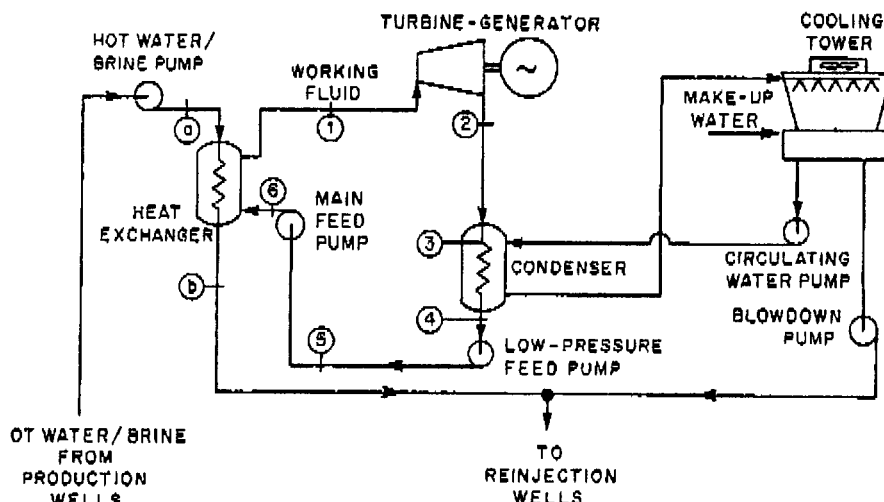 TURBINE-GENERATOR
COOLING
TOWER
HOT WATER/
BRINE PUMP
WORKING
FLUID
~
MAKE-UP
WATER
a
1
2
6
MAIN
FEED
PUMP
HEAT
EXCHANGER
3
CONDENSER
CIRCULATING
WATER PUMP
b
4
BLOWDOWN
PUMP
5
LOW-PRESSURE
FEED PUMP
OT WATER/BRINE
FROM
PRODUCTION
WELLS
TO
REINJECTION
WELLS